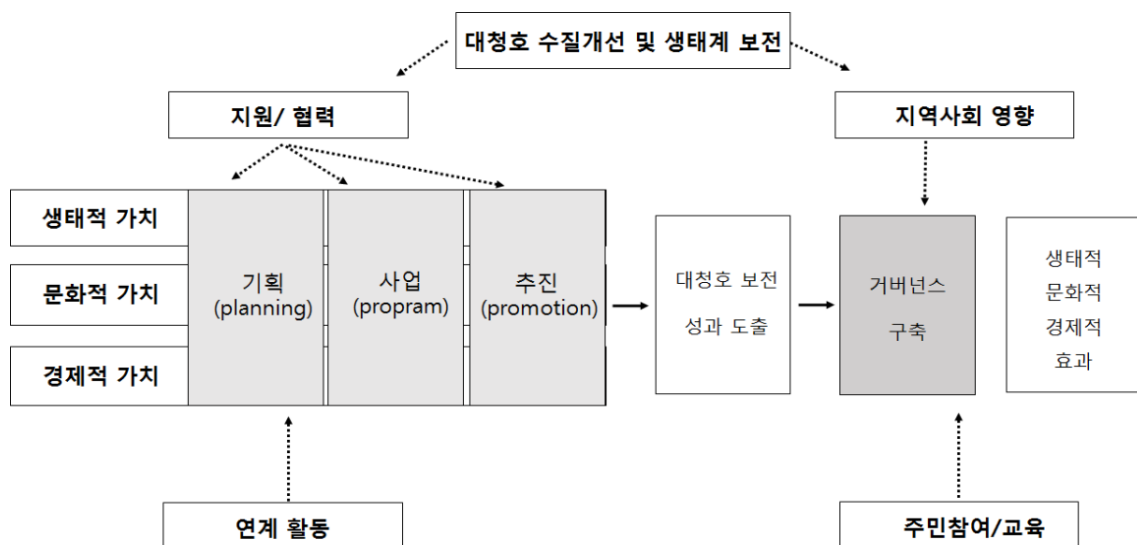 대청호 수질개선 및 생태계 보전
지원/ 협력
지역사회 영향
생태적 가치
문화적 가치
경제적 가치
기획
(planning)
사업
(propram)
추진
(promotion)
대청호 보전
성과 도출
거버넌스
구축
생태적
문화적
경제적
효과
연계 활동
주민참여/교육